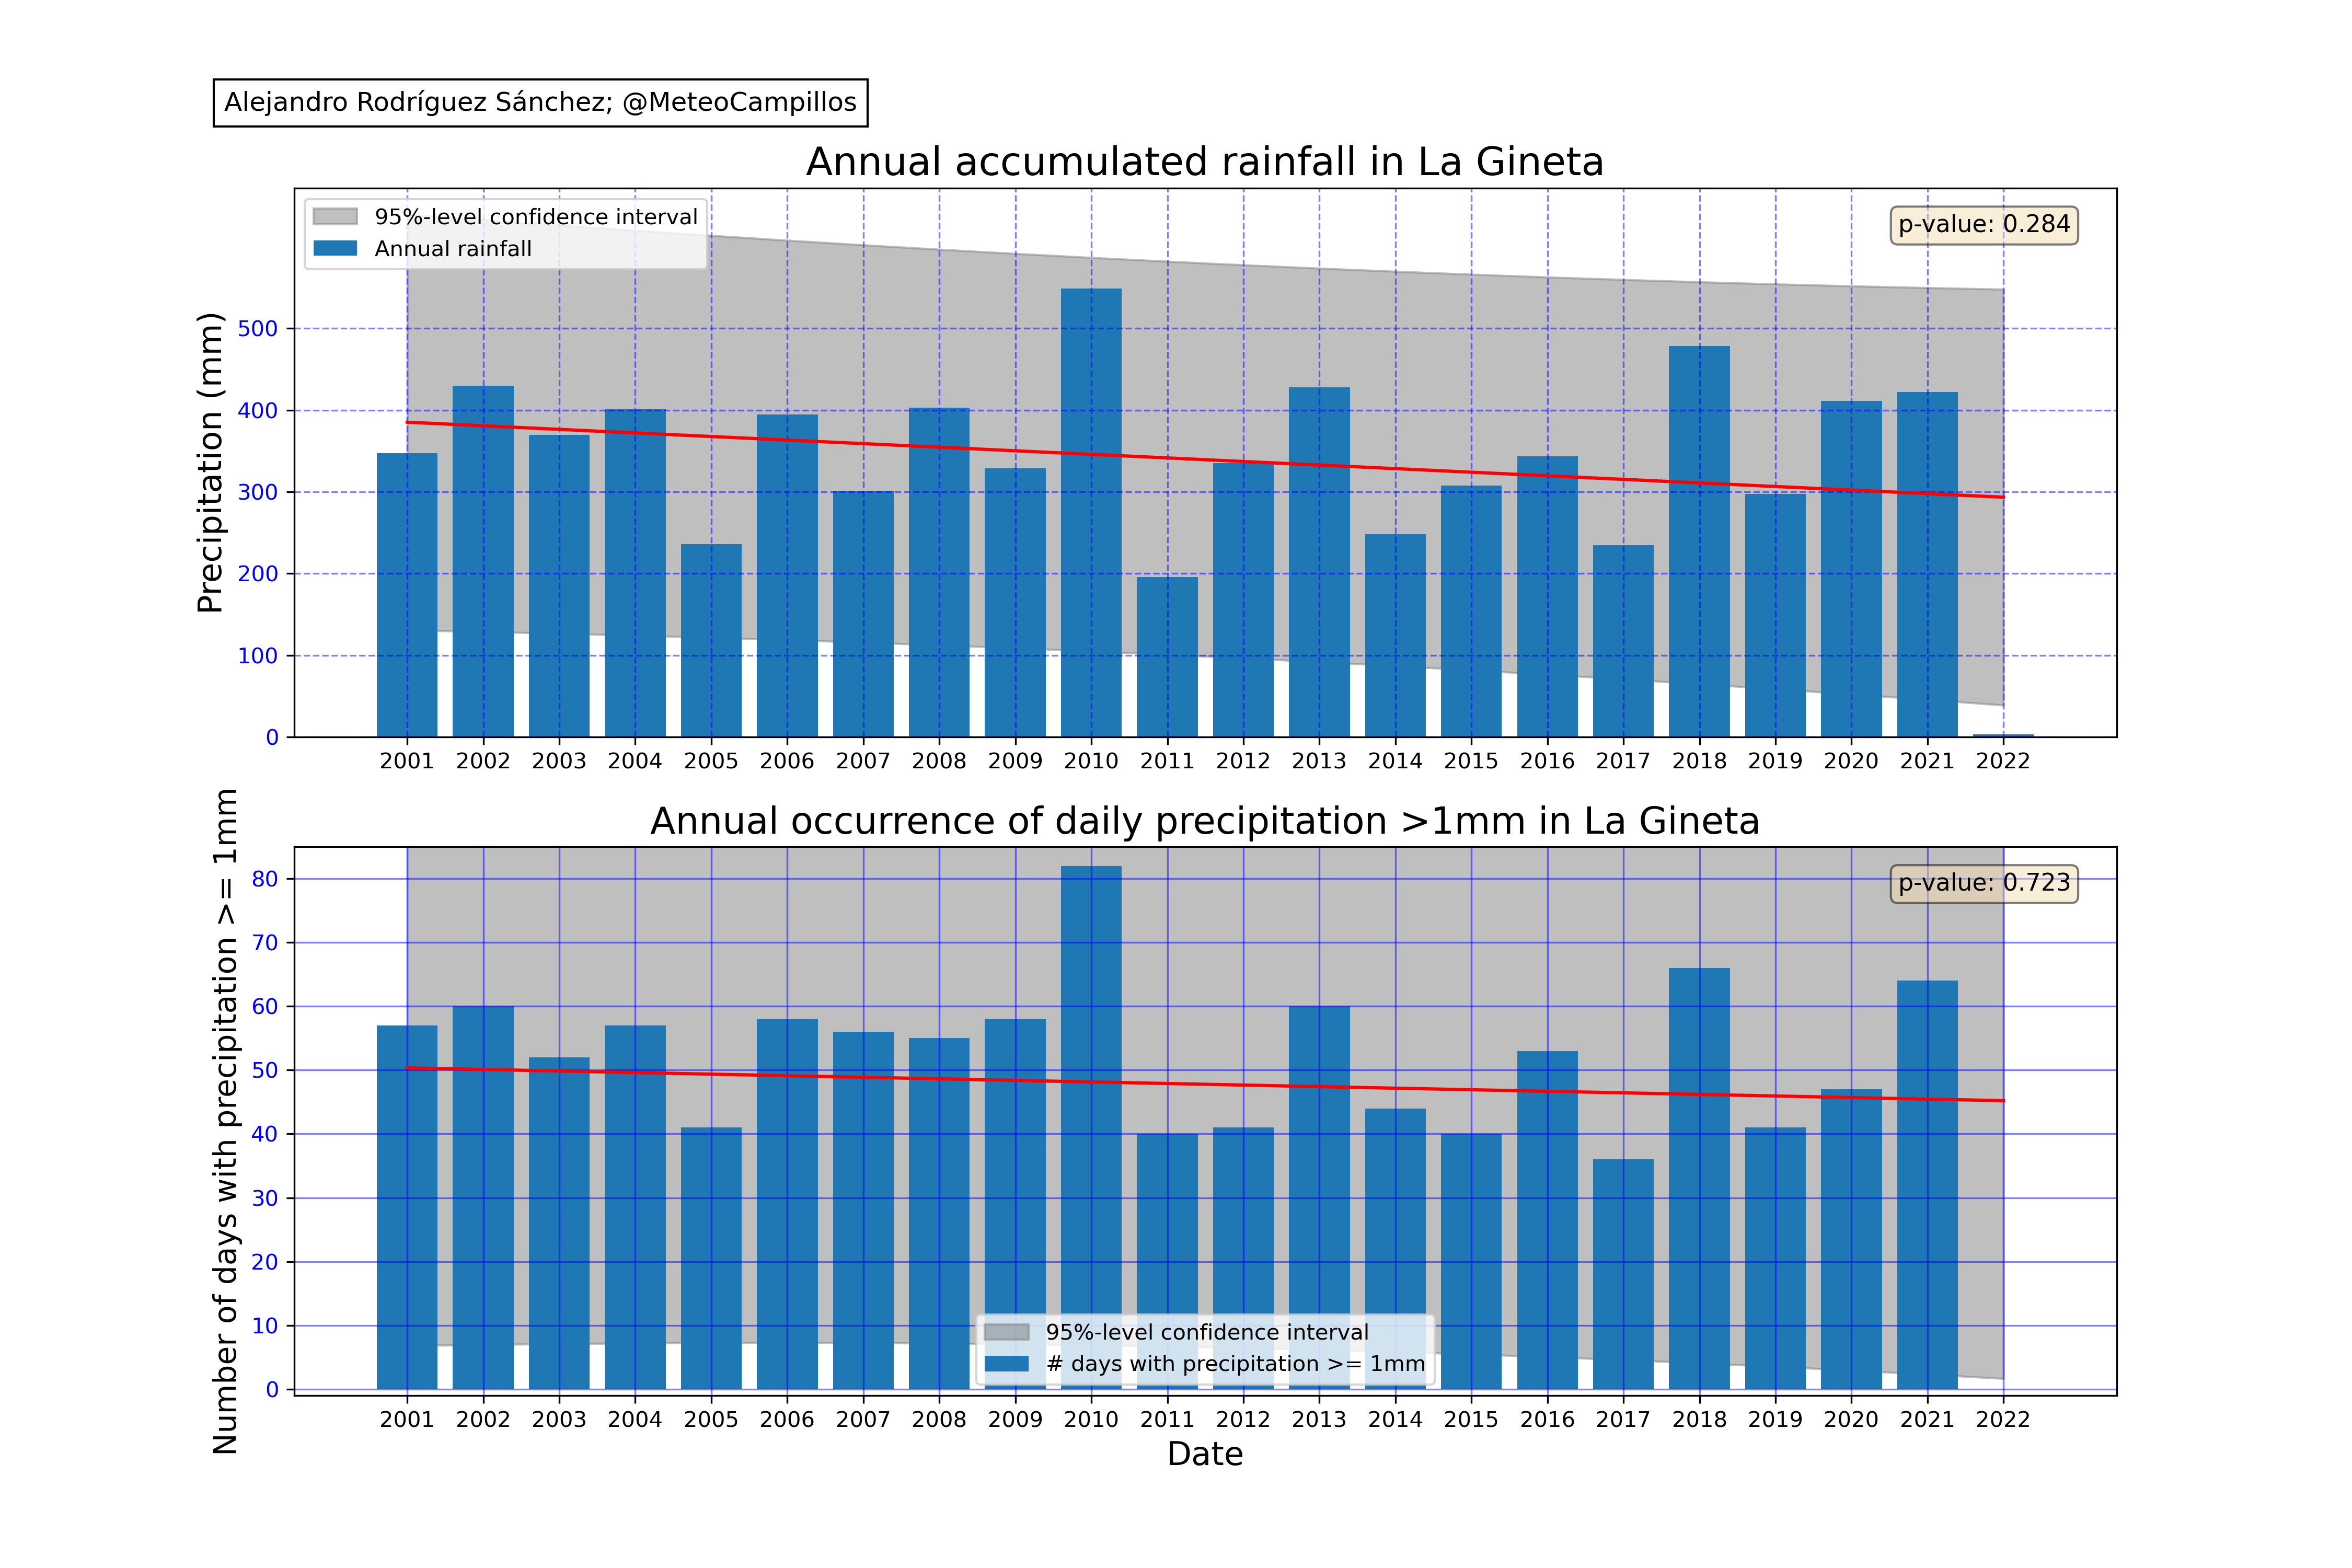 Alejandro Rodríguez Sánchez; @MeteoCampillos
Annual accumulated rainfall in La Gineta
95%-level confidence interval
Annual rainfall
p-value: 0.284
Precipitation (mm)
500
400
300
200
100
0
2001 2002 2003 2004 2005 2006 2007 2008 2009 2010 2011 2012 2013 2014 2015 2016 2017 2018 2019 2020 2021 2022
Annual occurrence of daily precipitation >1mm in La Gineta
p-value: 0.723
Number of days with precipitation >= 1mm
80
70
60
50
40
30
20
10
0
95%-level confidence interval
# days with precipitation >= 1mm
2001 2002 2003 2004 2005 2006 2007 2008 2009 2010 2011 2012 2013 2014 2015 2016 2017 2018 2019 2020 2021 2022
Date